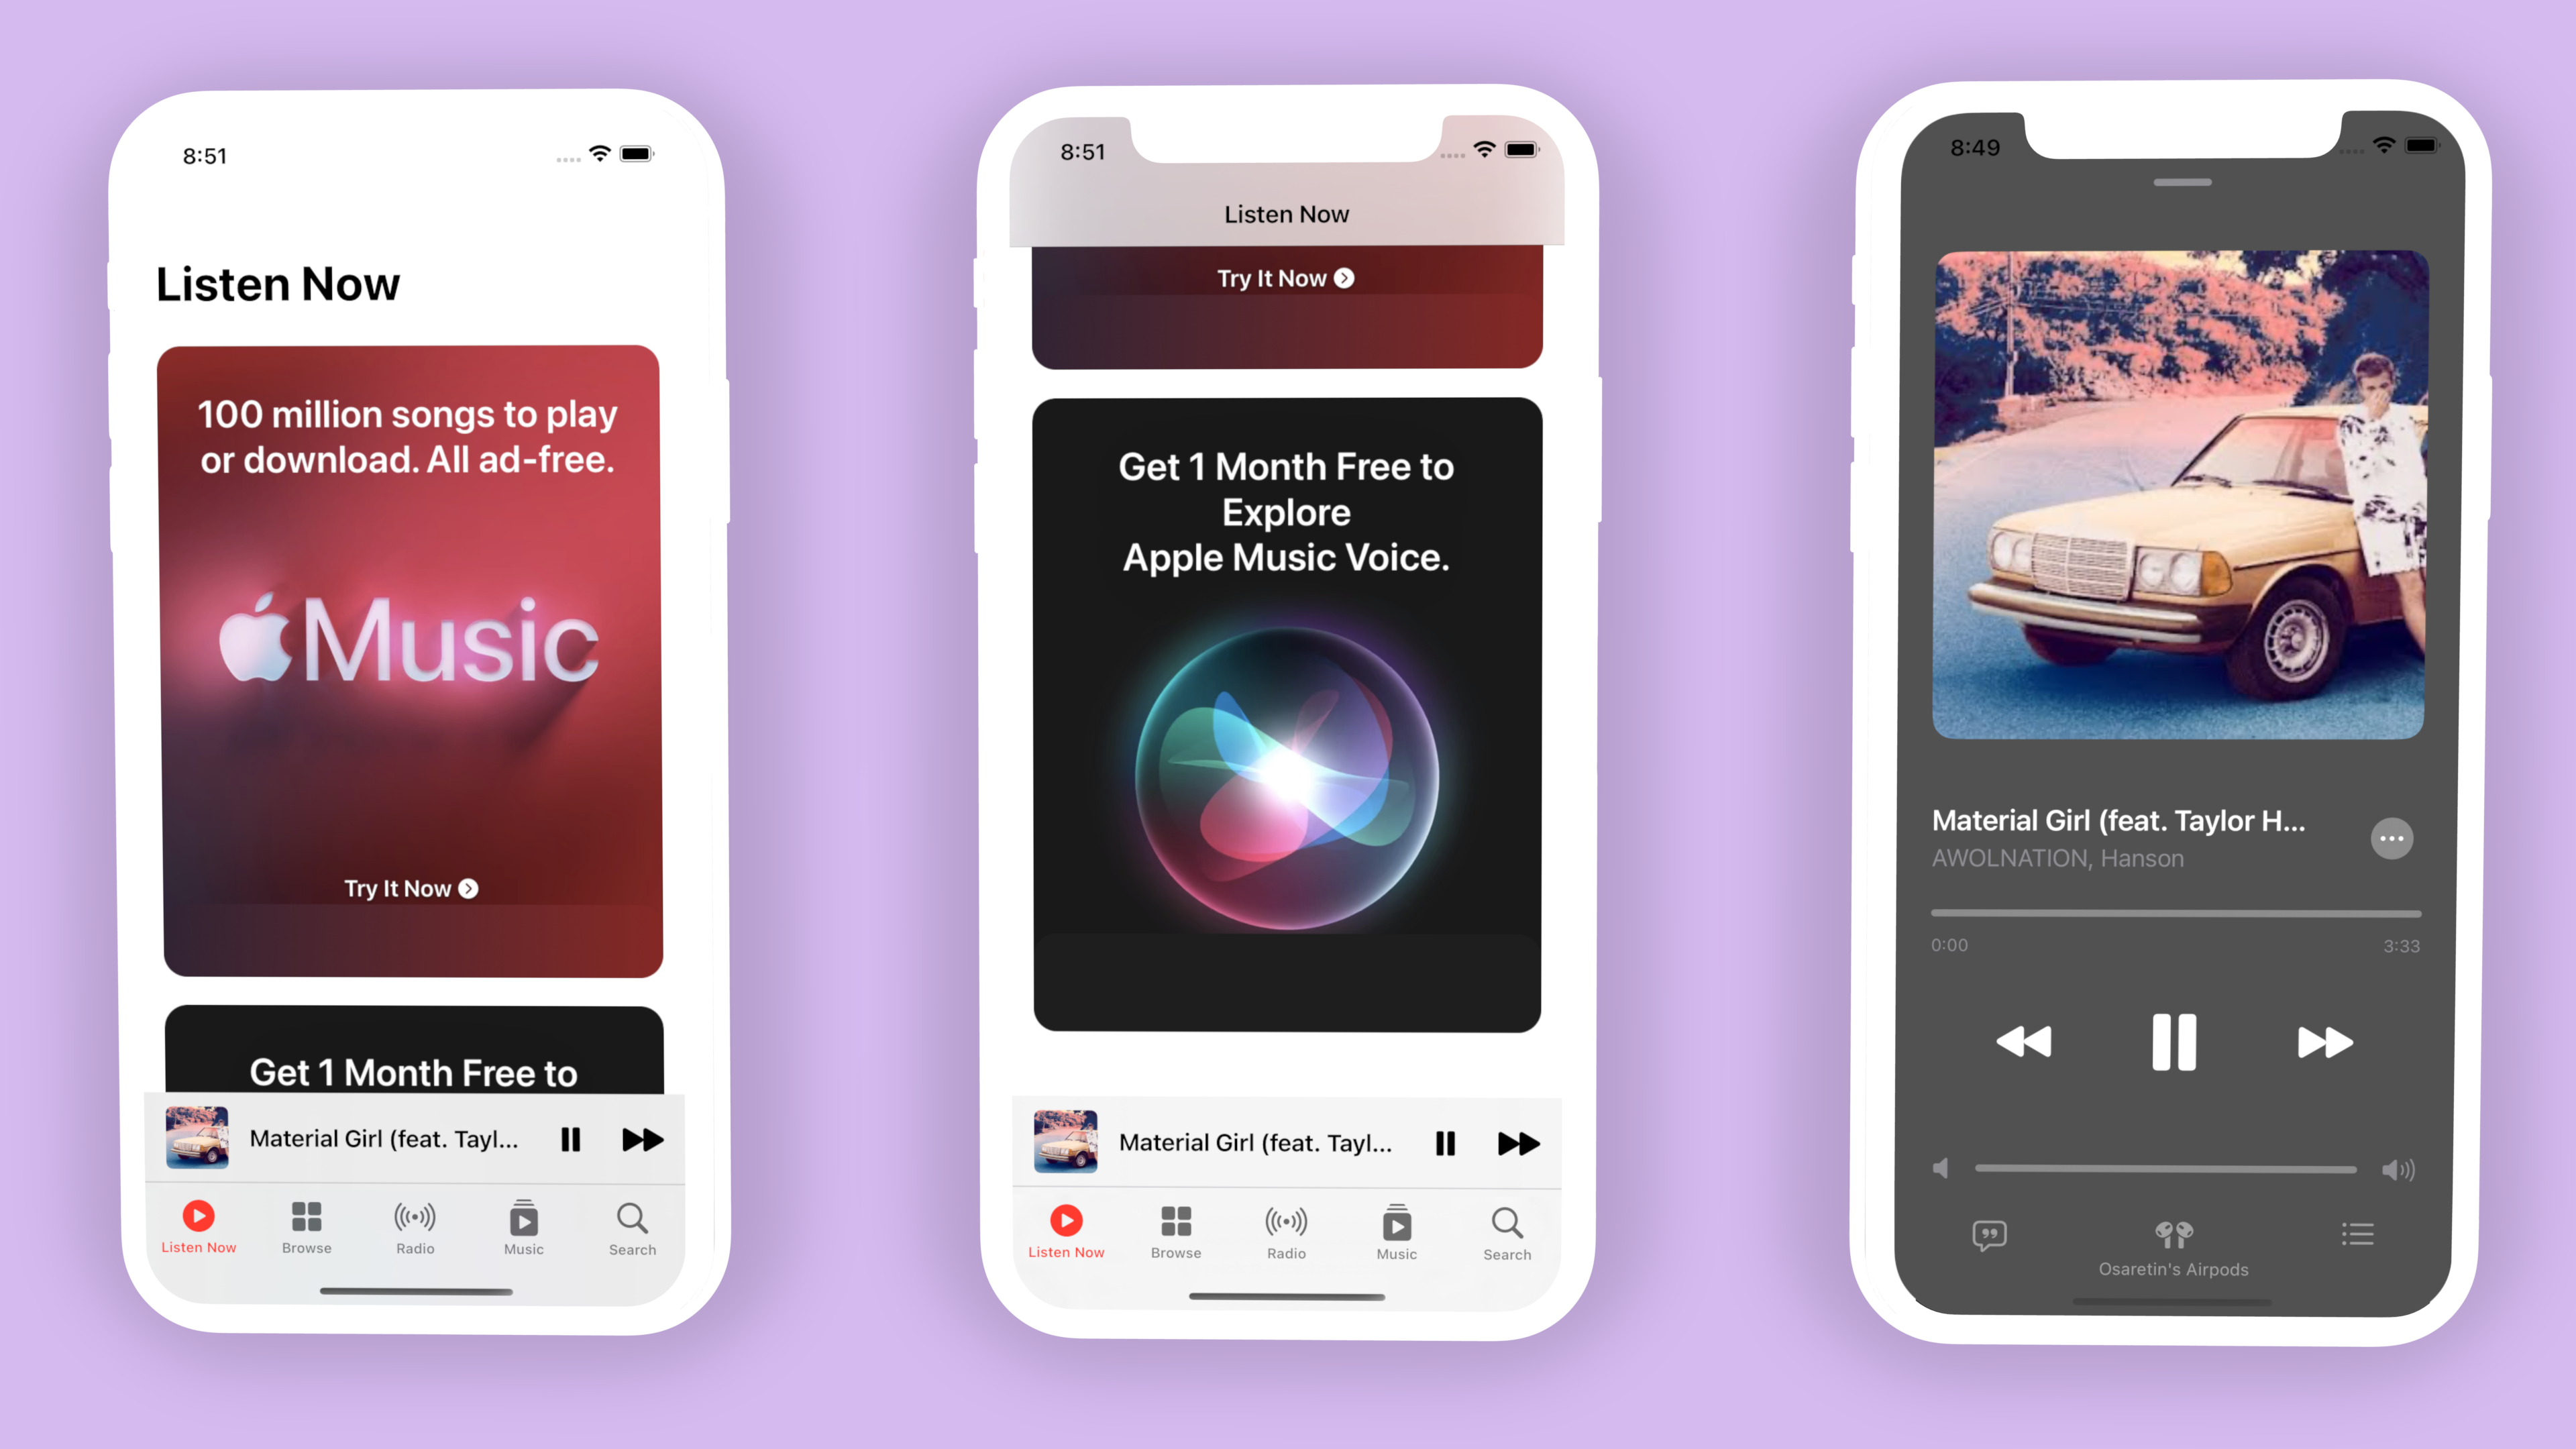 8:51
Listen Now
100 million songs to play
or download. All ad-free.
Music
Try It Now
Get 1 Month Free to
Material Girl (feat. Tayl...
Listen Now
Browse
Radio
Music
Search
8:51
Listen Now
Try It Now
Get 1 Month Free to
Explore
Apple Music Voice.
Material Girl (feat. Tayl...
Listen Now
Browse
Radio
Music
Search
8:49
Material Girl (feat. Taylor H...
AWOLNATION, Hanson
0:00
3:33
Osaretin's Airpods